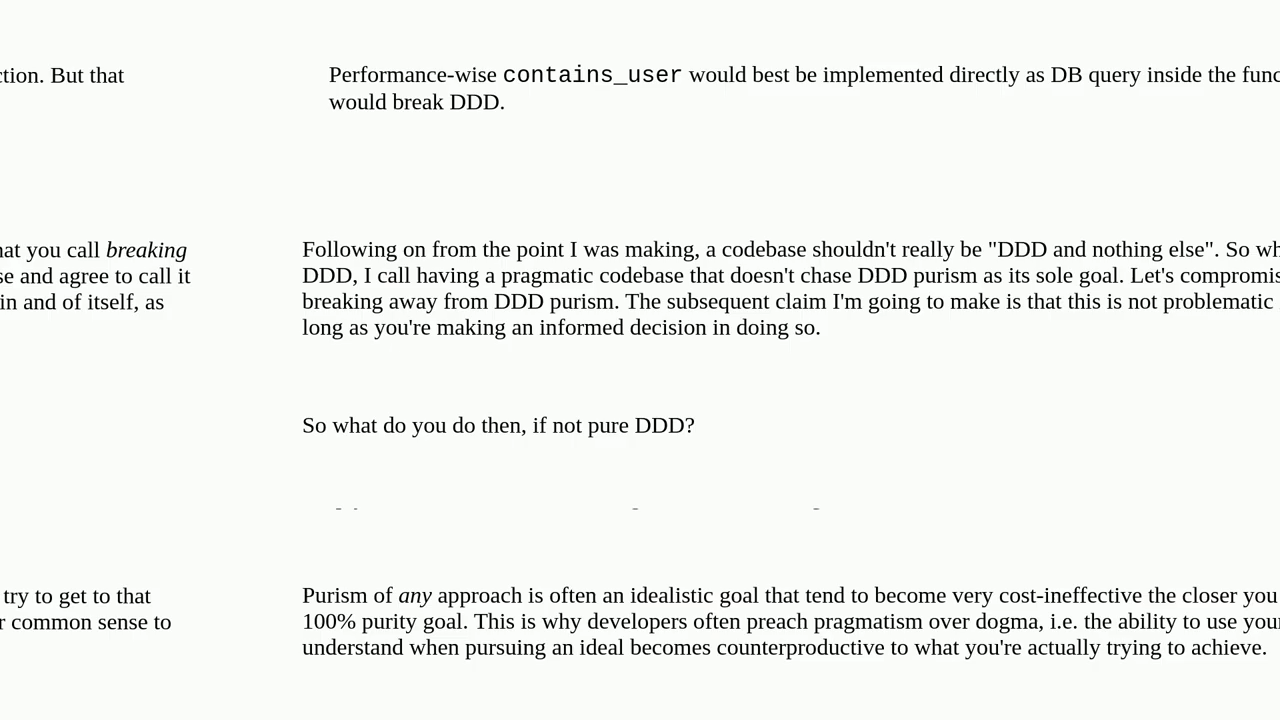 ction. But that
hat you call breaking
se and agree to call it
in and of itself, as
try to get to that
r common sense to
Performance-wise contains_user would best be implemented directly as DB query inside the func
would break DDD.
Following on from the point I was making, a codebase shouldn't really be "DDD and nothing else". So wh
DDD, I call having a pragmatic codebase that doesn't chase DDD purism as its sole goal. Let's compromis
breaking away from DDD purism. The subsequent claim I'm going to make is that this is not problematic
long as you're making an informed decision in doing so.
So what do you do then, if not pure DDD?
Purism of any approach is often an idealistic goal that tend to become very cost-ineffective the closer you
100% purity goal. This is why developers often preach pragmatism over dogma, i.e. the ability to use your
understand when pursuing an ideal becomes counterproductive to what you're actually trying to achieve.